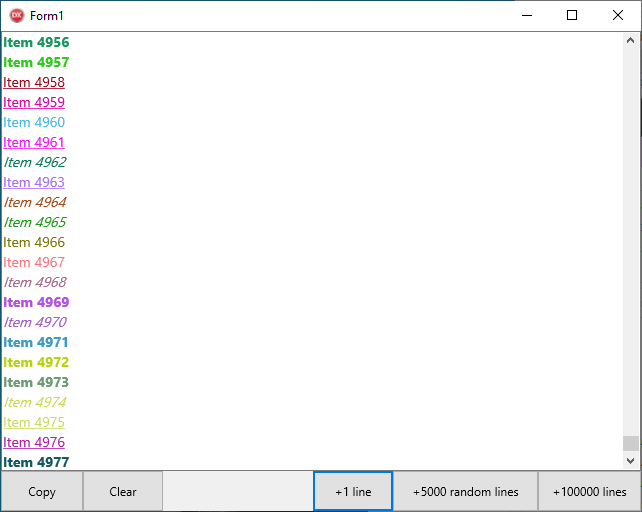 DX Form1
Item 4956
Item 4957
Item 4958
Item 4959
Item 4960
Item 4961
Item 4962
Item 4963
Item 4964
Item 4965
Item 4966
Item 4967
Item 4968
Item 4969
Item 4970
Item 4971
Item 4972
Item 4973
Item 4974
Item 4975
Item 4976
Item 4977
Copy Clear +1 line +5000 random lines +100000 lines